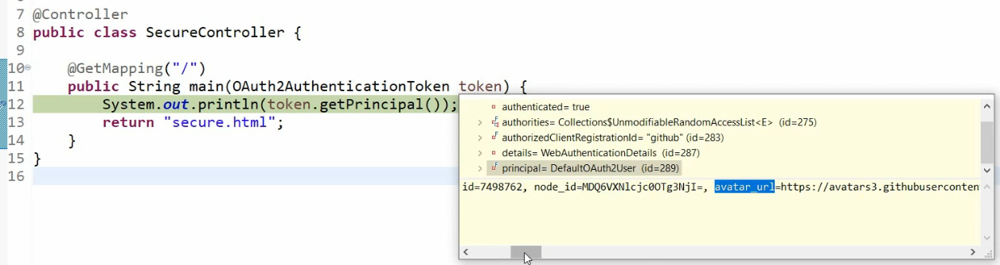 7 @Controller
8 public class SecureController {
9
10 @GetMapping("/")
11 public String main(OAuth2AuthenticationToken token) {
12 System.out.println(token.getPrincipal());
13 return "secure.html";
14 }
15 }
16
authenticated= true
authorities= Collections$UnmodifiableRandomAccessList<E> (id=275)
authorizedClientRegistrationId= "github" (id=283)
details= WebAuthenticationDetails (id=287)
principal= DefaultOAuth2User (id=289)
id=7498762, node_id=MDQ6VXNlcjc0OTg3NjI=, avatar_url=https://avatars3.githubusercontent